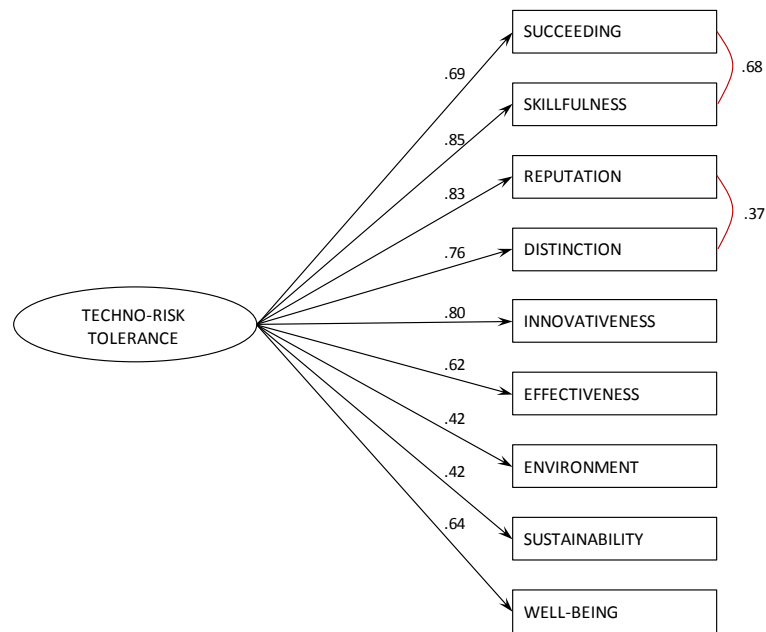 SUCCEEDING
.69
.68
.85
SKILLFULNESS
.83
REPUTATION
.37
.76
DISTINCTION
TECHNO-RISK
TOLERANCE
.80
INNOVATIVENESS
.62
EFFECTIVENESS
.42
ENVIRONMENT
.42
SUSTAINABILITY
.64
WELL-BEING